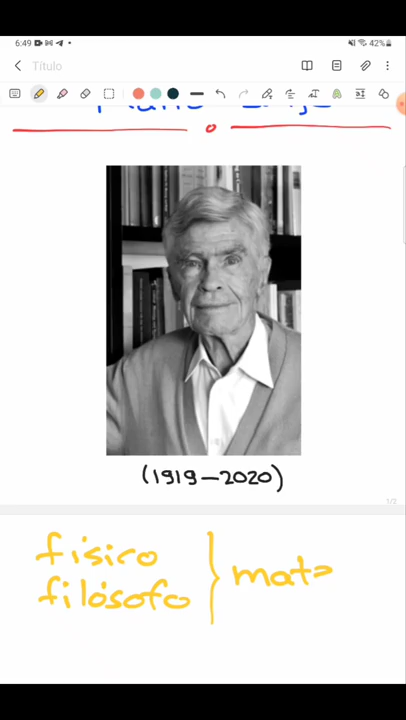 6:49
42%
Título
(1919-2020)
1/2
físico
filósofo } mat